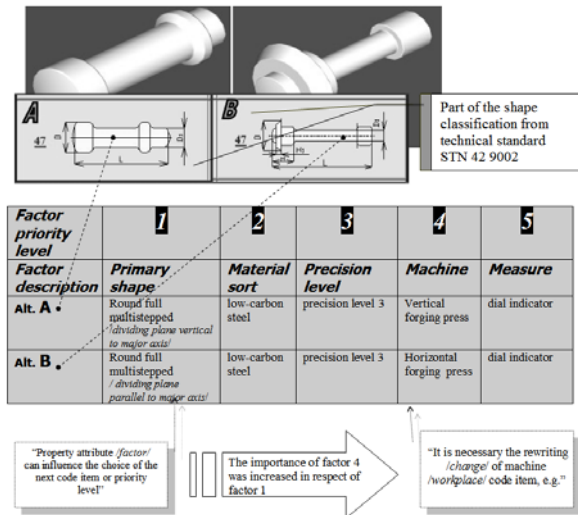 A
B
47
L
47
L
Part of the shape
classification from
technical standard
STN 42 9002
Factor
priority
level
1
2
3
4
5
Factor
description
Primary
shape
Material
sort
Precision
level
Machine
Measure
Alt. A
Round full
multistepped
/dividing plane vertical
to major axis/
low-carbon
steel
precision level 3
Vertical
forging press
dial indicator
Alt. B
Round full
multistepped
/ dividing plane
parallel to major axis/
low-carbon
steel
precision level 3
Horizontal
forging press
dial indicator
"Property attribute /factor/
can influence the choice of the
next code item or priority
level"
The importance of factor 4
was increased in respect of
factor 1
"It is necessary the rewriting
/change/ of machine
/workplace/ code item, e.g."